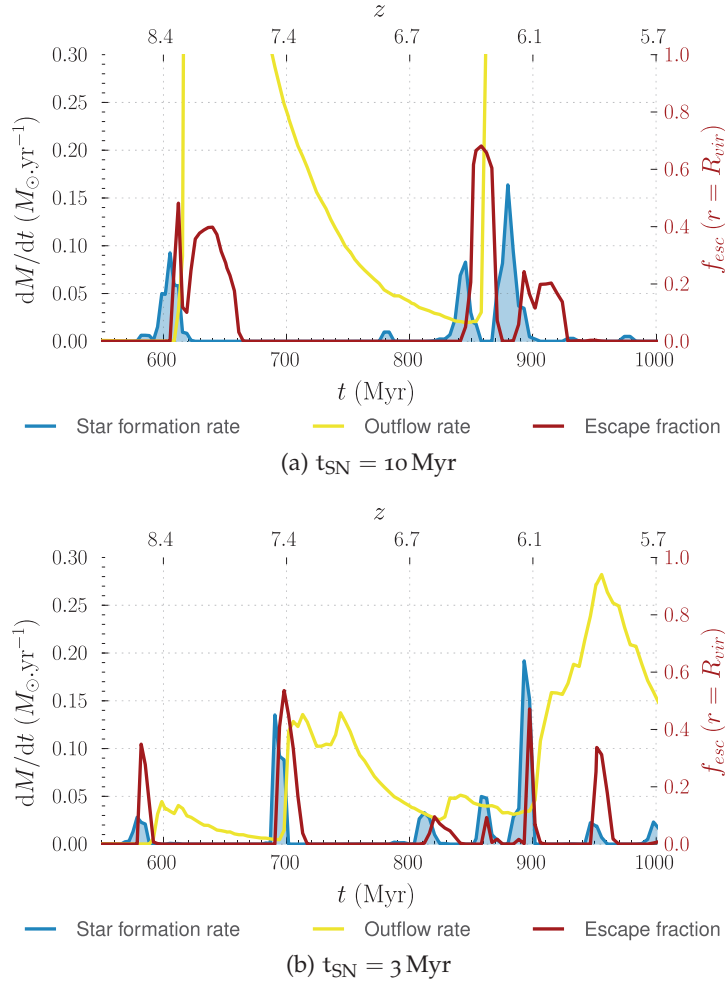 z
8.4 7.4 6.7 6.1 5.7
0.30 1.0
0.25 0.8
0.20 0.6
0.15
0.10 0.4
0.05 0.2
0.00 0.0
dM/dt (M⊙.yr⁻¹)
f_esc (r = R_vir)
600 700 800 900 1000
t (Myr)
Star formation rate Outflow rate Escape fraction
(a) t_SN = 10 Myr
z
8.4 7.4 6.7 6.1 5.7
0.30 1.0
0.25 0.8
0.20 0.6
0.15
0.10 0.4
0.05 0.2
0.00 0.0
dM/dt (M⊙.yr⁻¹)
f_esc (r = R_vir)
600 700 800 900 1000
t (Myr)
Star formation rate Outflow rate Escape fraction
(b) t_SN = 3 Myr